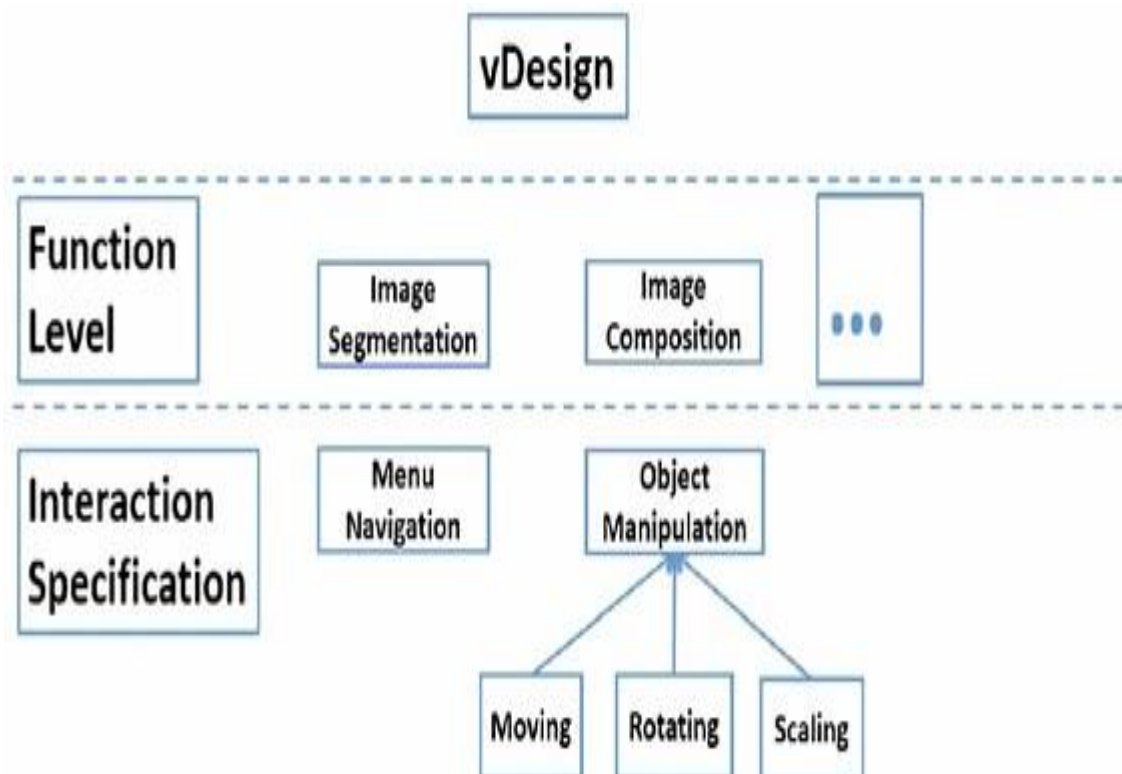 vDesign
Function
Level
Image
Segmentation
Image
Composition
...
Interaction
Specification
Menu
Navigation
Object
Manipulation
Moving
Rotating
Scaling